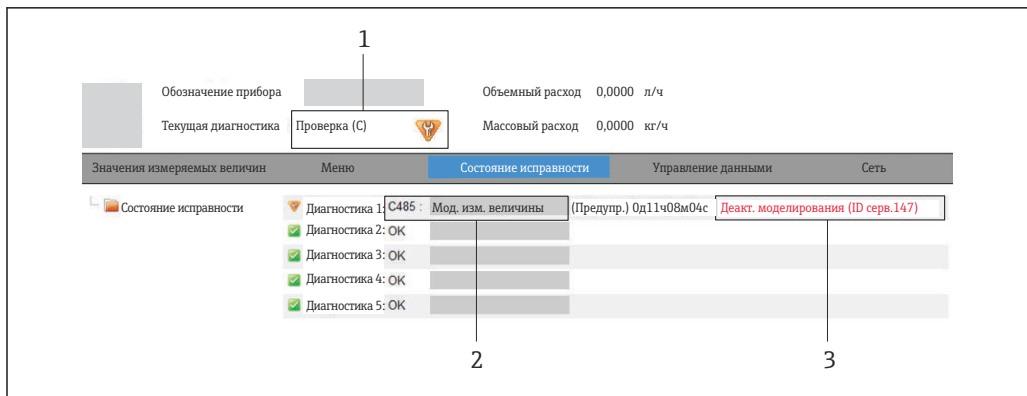 1
Обозначение прибора Объемный расход 0,0000 л/ч
Текущая диагностика Проверка (C) Массовый расход 0,0000 кг/ч
Значения измеряемых величин Меню Состояние исправности Управление данными Сеть
Состояние исправности Диагностика 1: C485 : Мод. изм. величины (Предупр.) 0д11ч08м04с Деакт. моделирования (ID серв.147)
Диагностика 2: OK
Диагностика 3: OK
Диагностика 4: OK
Диагностика 5: OK
2 3